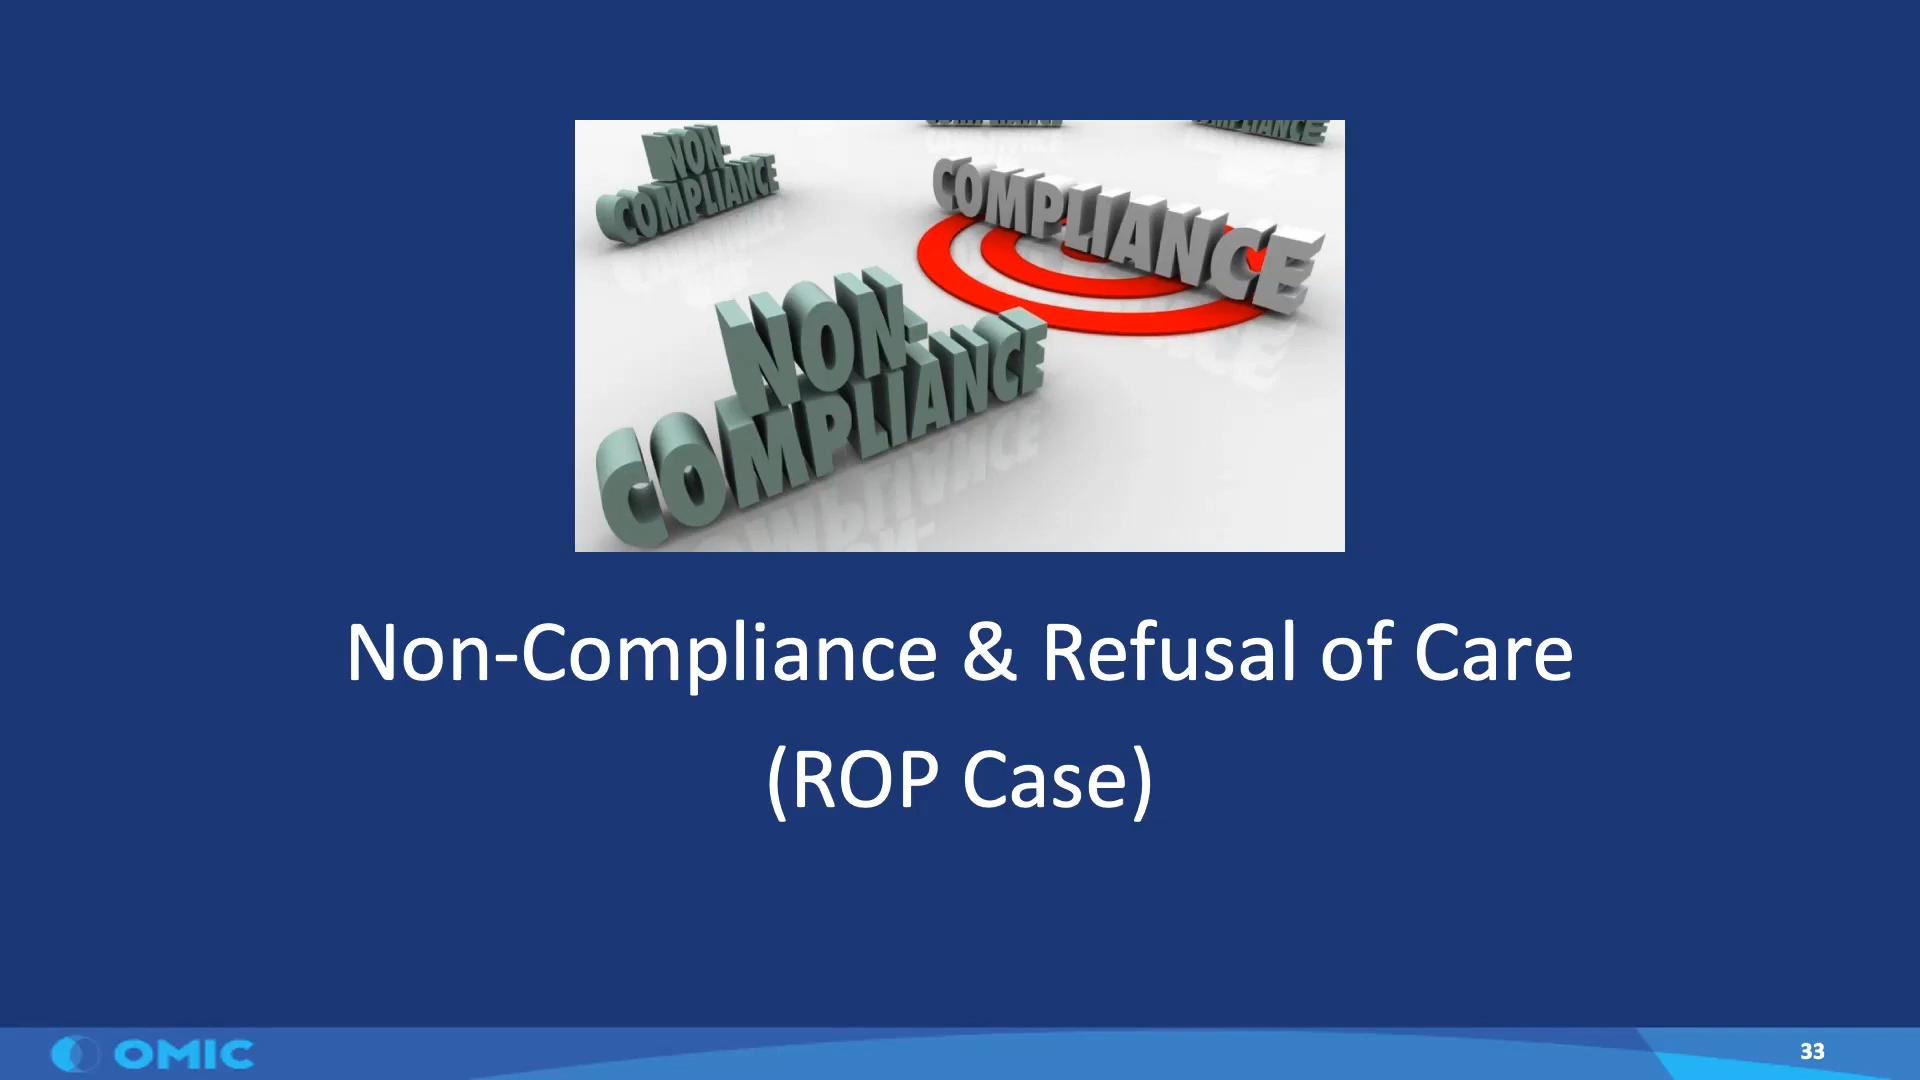 NON-
COMPLIANCE
COMPLIANCE
NON-
COMPLIANCE
Non-Compliance & Refusal of Care
(ROP Case)
OMIC
33